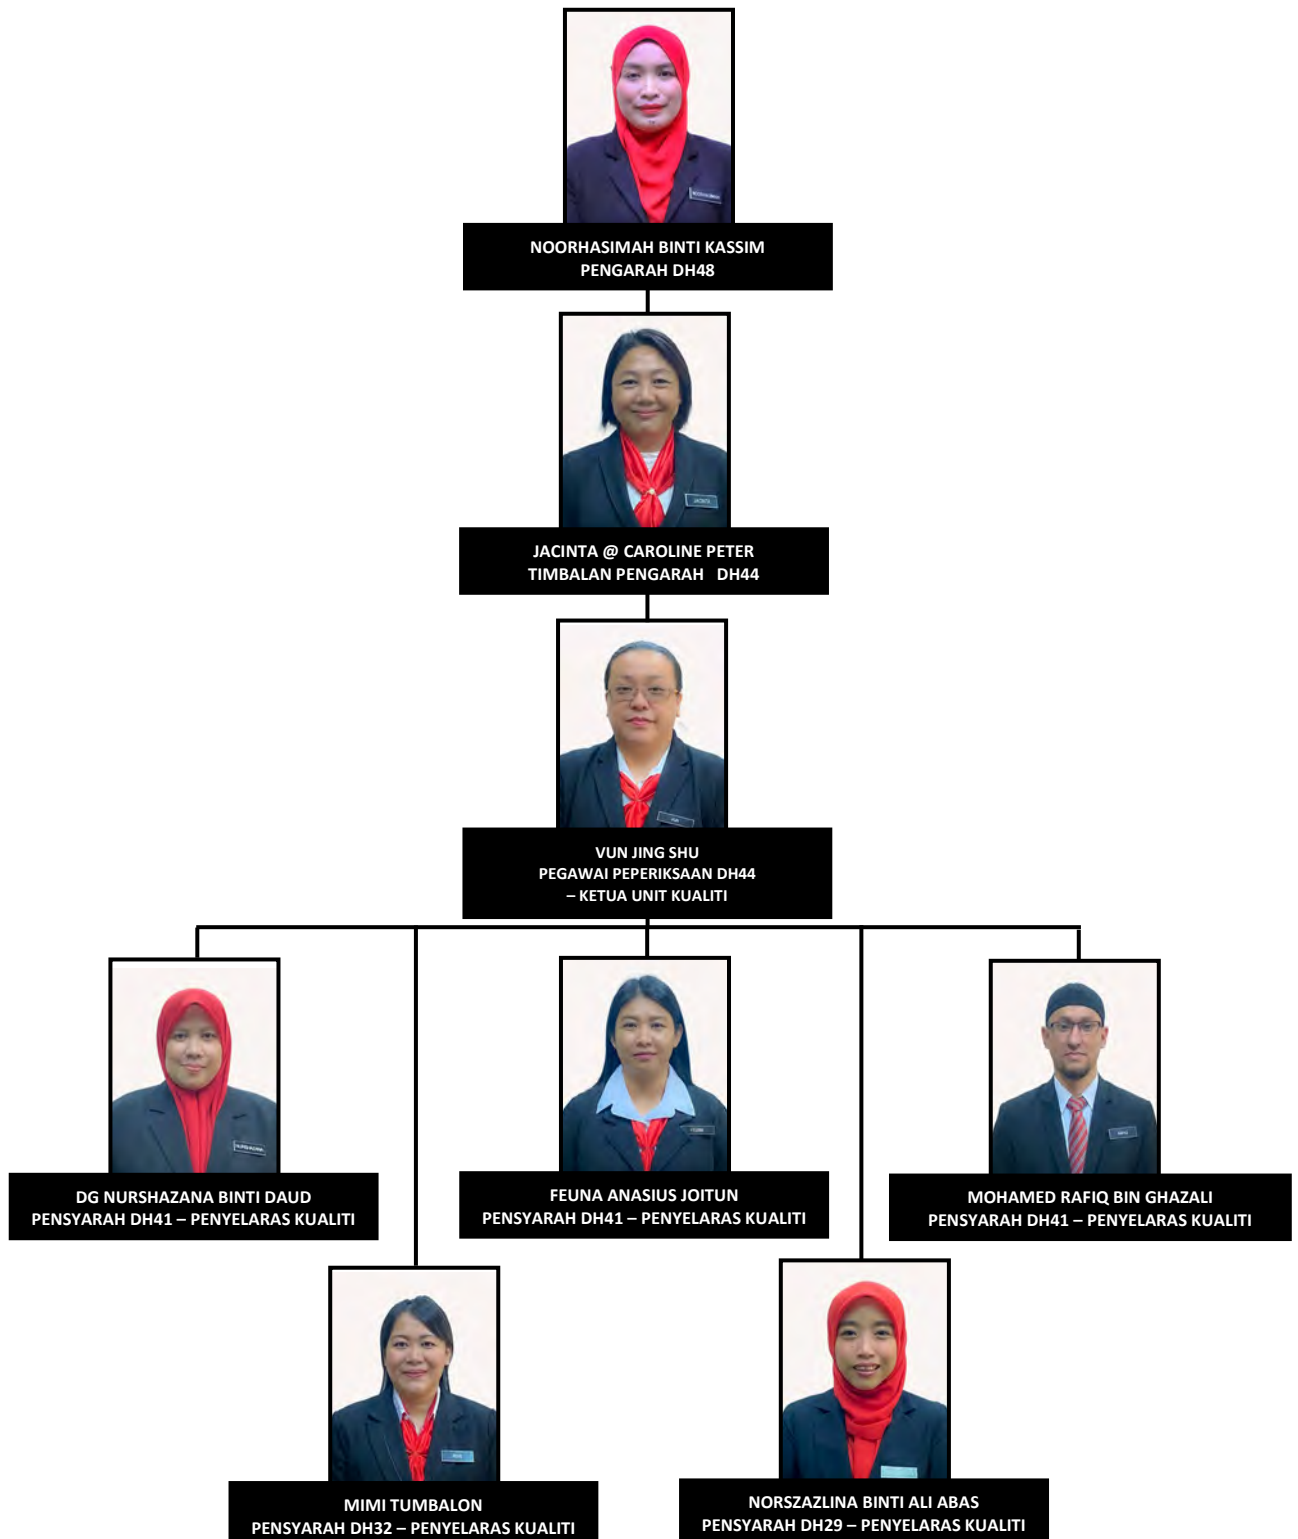 NOORHASIMAH BINTI KASSIM
PENGARAH DH48
JACINTA
JACINTA @ CAROLINE PETER
TIMBALAN PENGARAH DH44
VUN JING SHU
PEGAWAI PEPERIKSAAN DH44
– KETUA UNIT KUALITI
DG NURSHAZANA BINTI DAUD
PENSYARAH DH41 – PENYELARAS KUALITI
FEUNA ANASIUS JOITUN
PENSYARAH DH41 – PENYELARAS KUALITI
MOHAMED RAFIQ BIN GHAZALI
PENSYARAH DH41 – PENYELARAS KUALITI
MIMI TUMBALON
PENSYARAH DH32 – PENYELARAS KUALITI
NORSZAZLINA BINTI ALI ABAS
PENSYARAH DH29 – PENYELARAS KUALITI